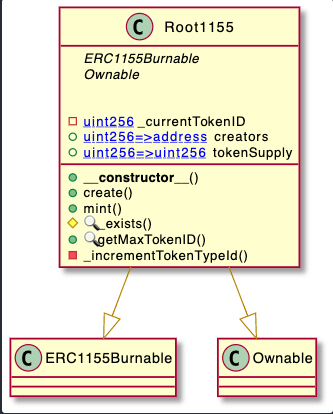 C Root1155
ERC1155Burnable
Ownable
uint256 _currentTokenID
uint256=>address creators
uint256=>uint256 tokenSupply
__constructor__()
create()
mint()
_exists()
getMaxTokenID()
_incrementTokenTypeId()
C ERC1155Burnable
C Ownable